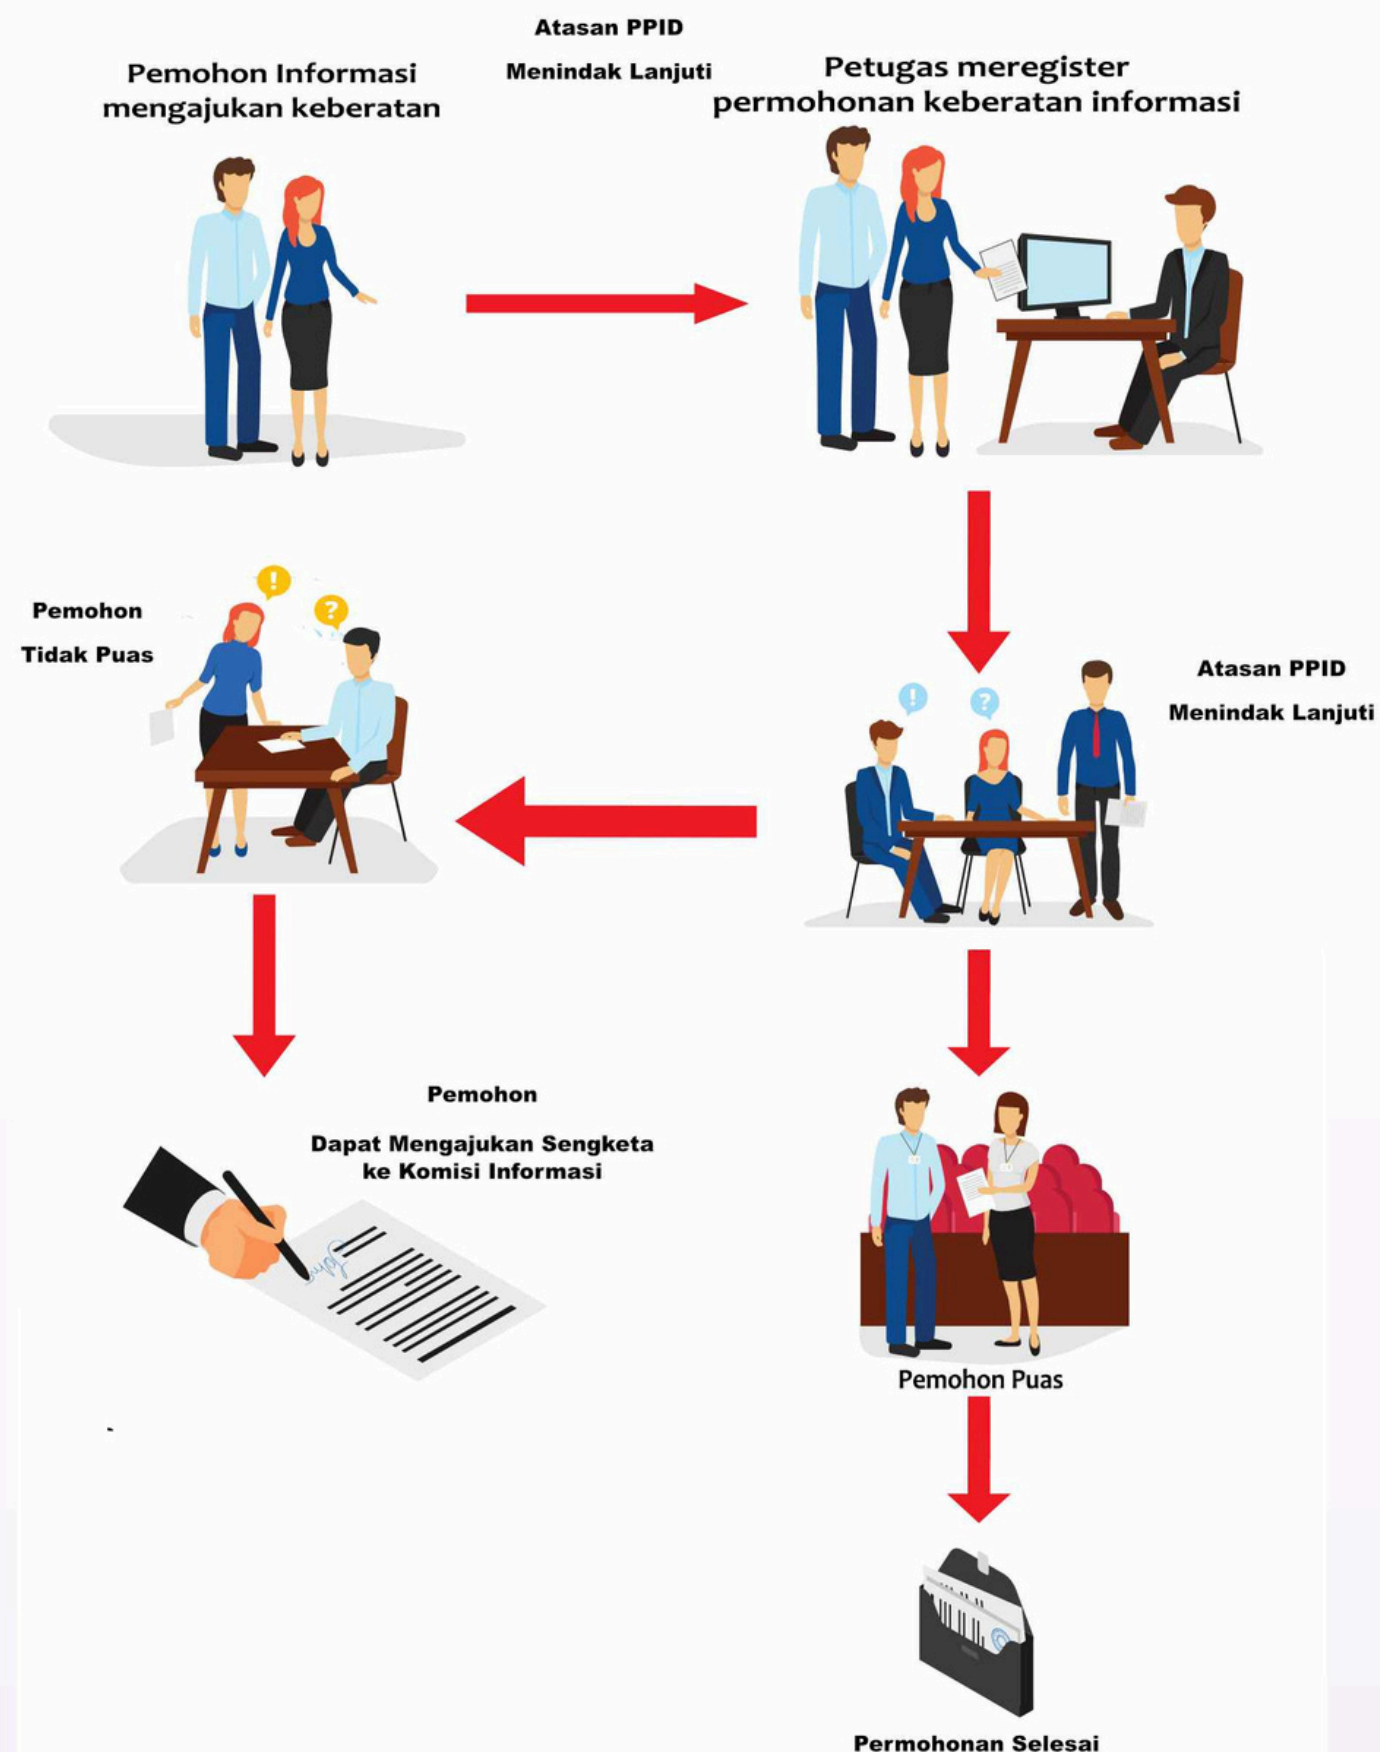 Atasan PPID
Menindak Lanjuti
Pemohon Informasi
mengajukan keberatan
Petugas meregister
permohonan keberatan informasi
Pemohon
Tidak Puas
Atasan PPID
Menindak Lanjuti
Pemohon
Dapat Mengajukan Sengketa
ke Komisi Informasi
Pemohon Puas
Permohonan Selesai